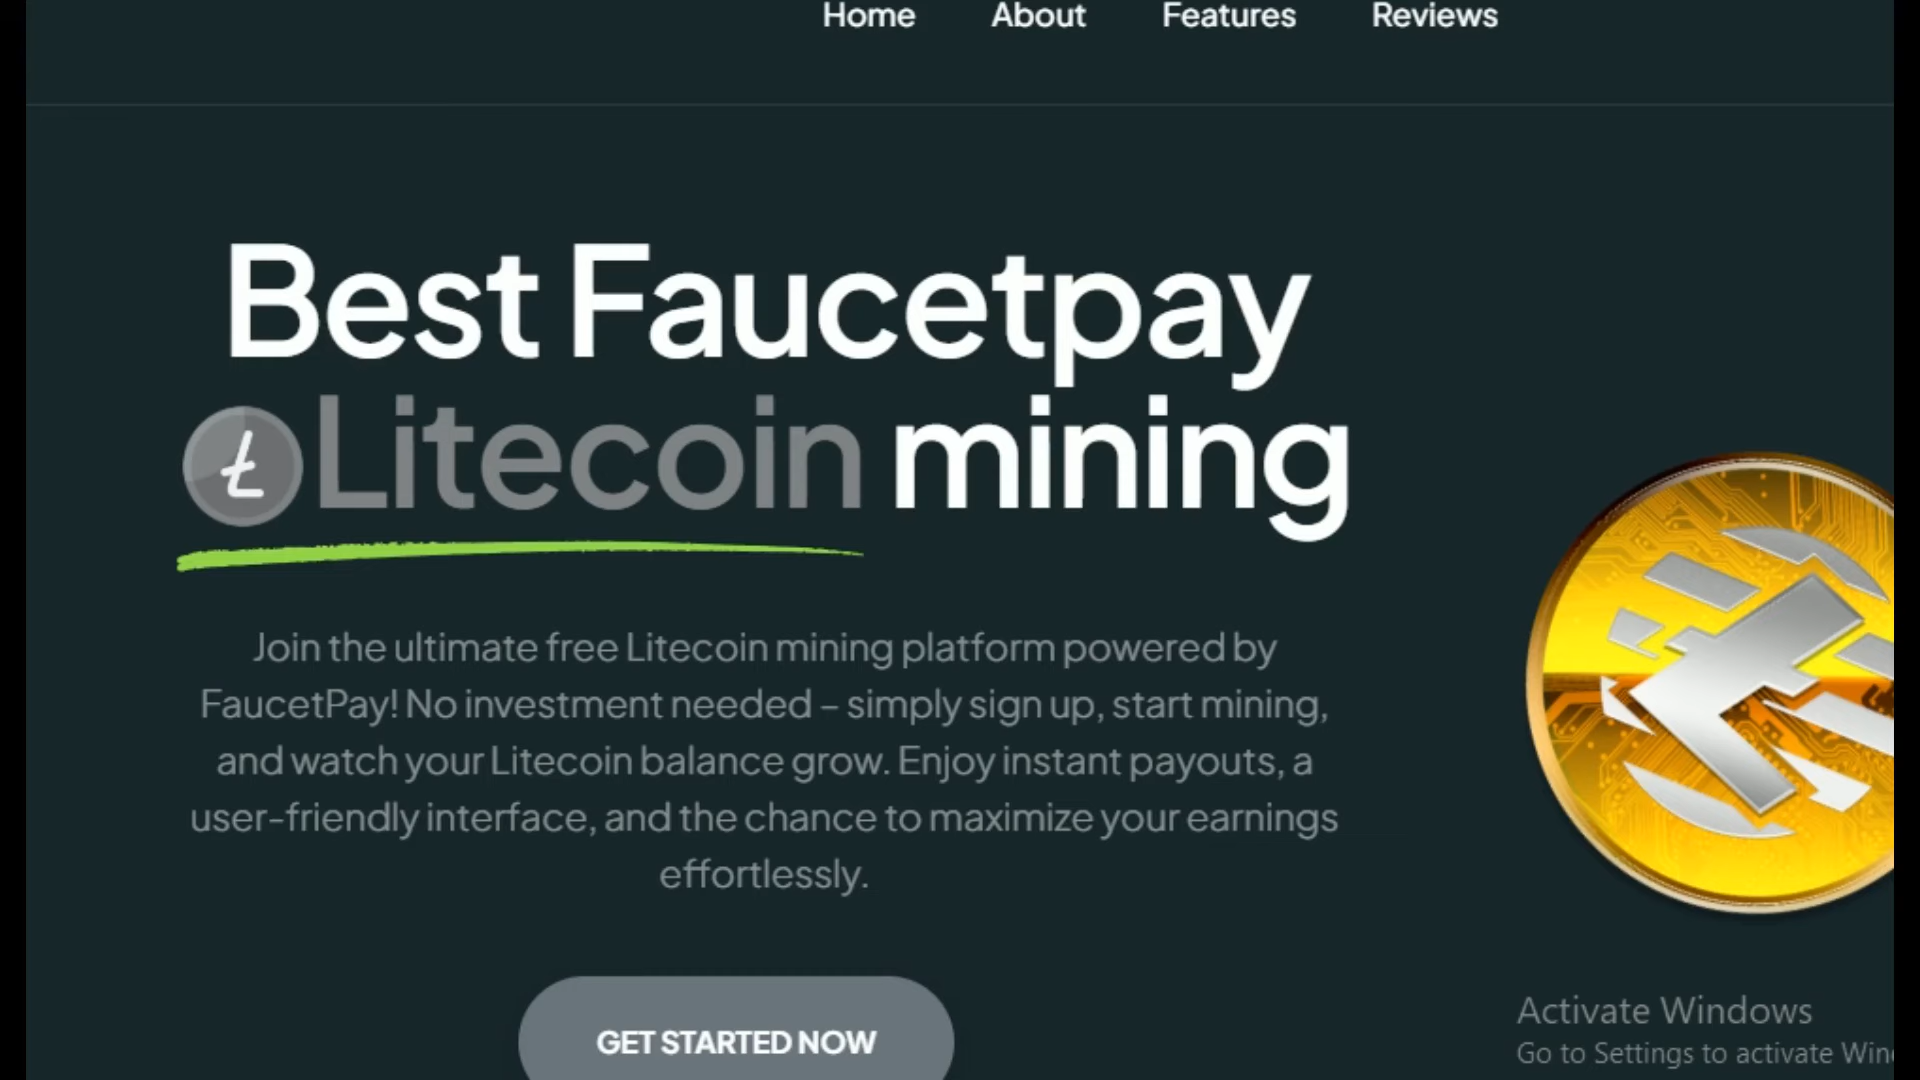 Home About Features Reviews
Best Faucetpay
Litecoin mining
Join the ultimate free Litecoin mining platform powered by
FaucetPay! No investment needed – simply sign up, start mining,
and watch your Litecoin balance grow. Enjoy instant payouts, a
user-friendly interface, and the chance to maximize your earnings
effortlessly.
GET STARTED NOW
Activate Windows
Go to Settings to activate